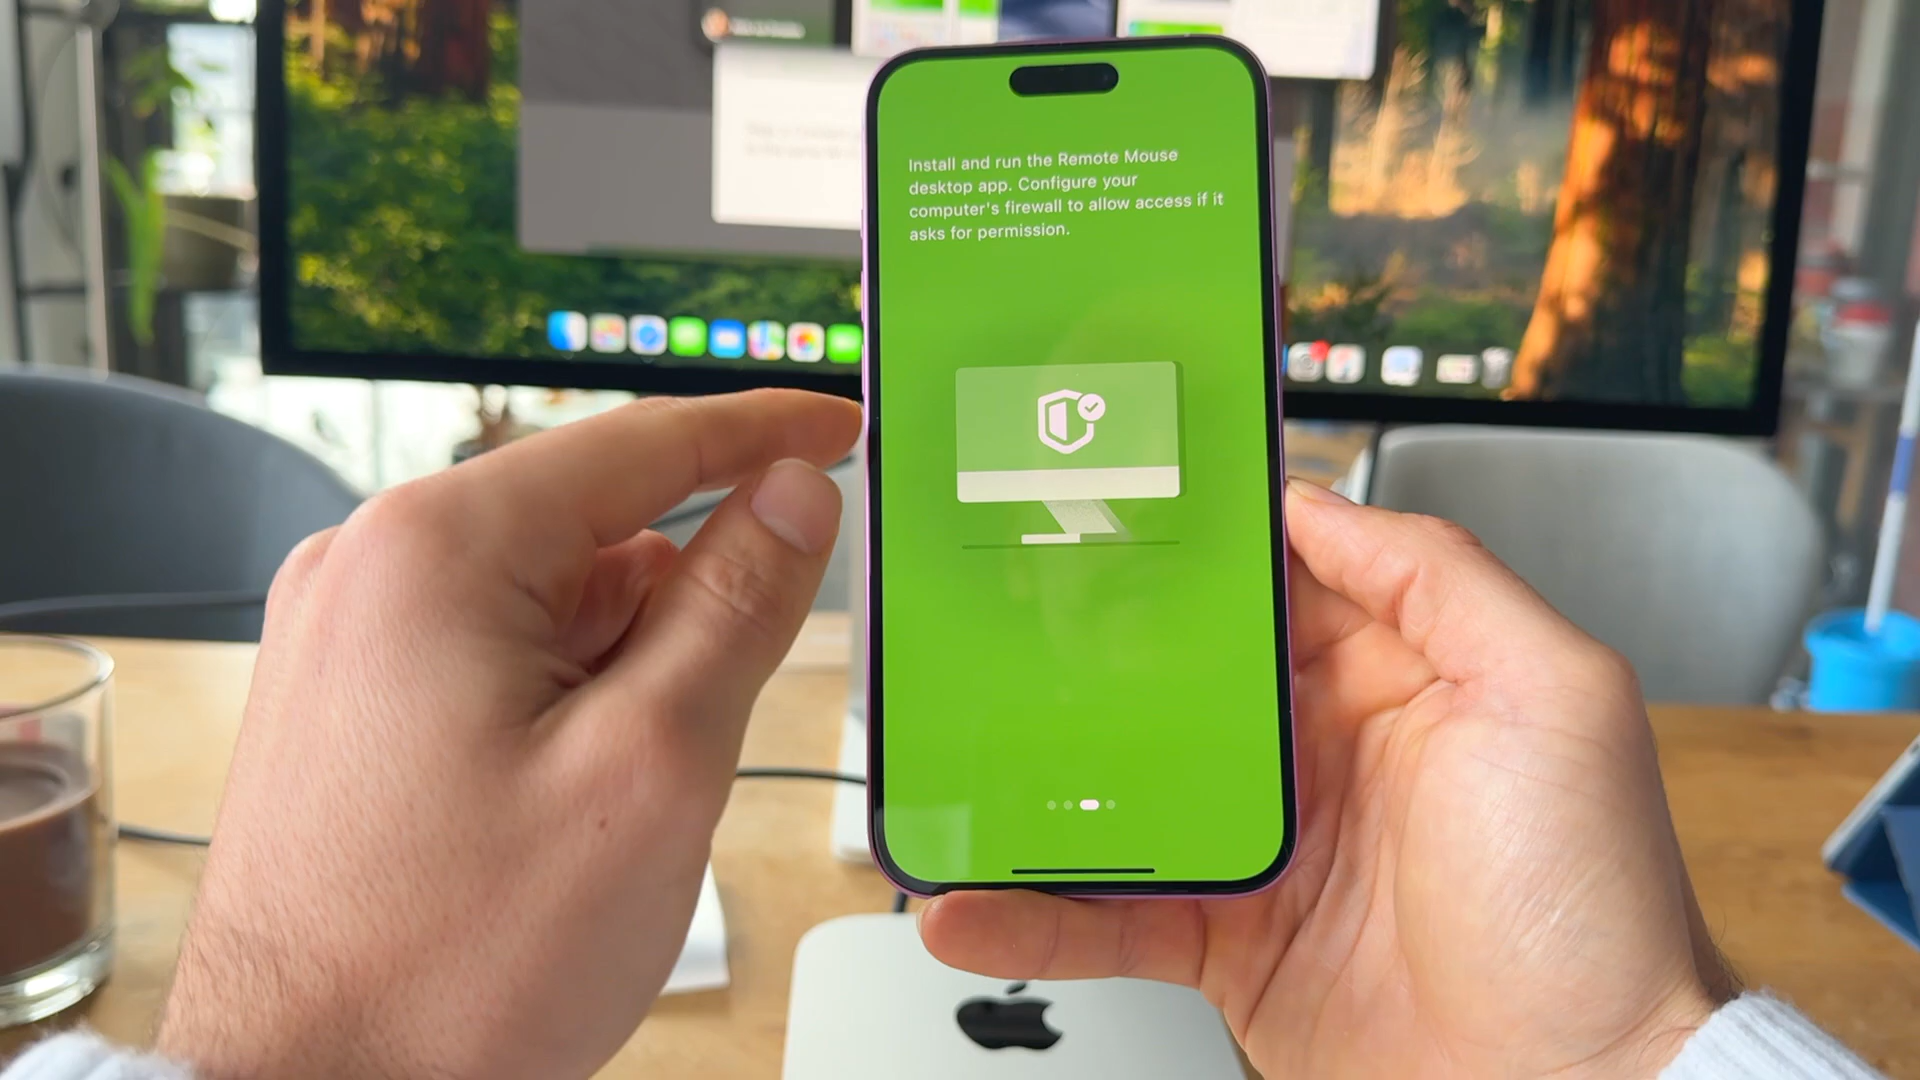 Install and run the Remote Mouse
desktop app. Configure your
computer's firewall to allow access if it
asks for permission.